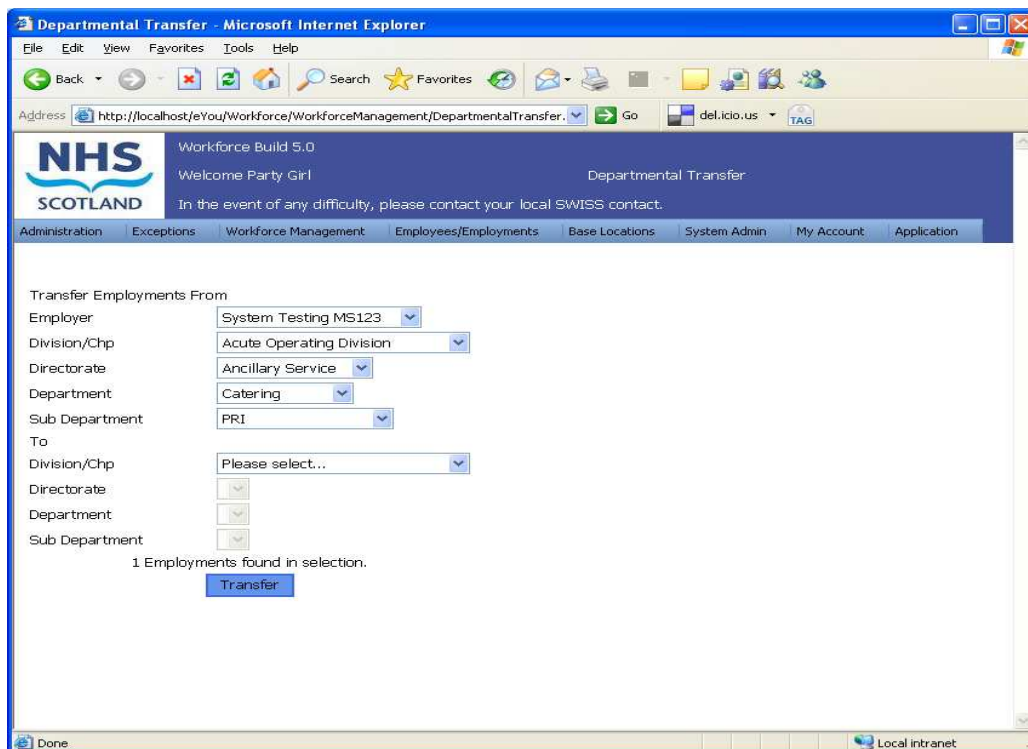 Departmental Transfer - Microsoft Internet Explorer
File Edit View Favorites Tools Help
Back Search Favorites
Address http://localhost/eYou/Workforce/WorkforceManagement/DepartmentalTransfer. Go del.icio.us TAG
NHS
SCOTLAND
Workforce Build 5.0
Welcome Party Girl Departmental Transfer
In the event of any difficulty, please contact your local SWISS contact.
Administration Exceptions Workforce Management Employees/Employments Base Locations System Admin My Account Application
Transfer Employments From
Employer System Testing MS123
Division/Chp Acute Operating Division
Directorate Ancillary Service
Department Catering
Sub Department PRI
To
Division/Chp Please select...
Directorate
Department
Sub Department
1 Employments found in selection.
Transfer
Done Local intranet